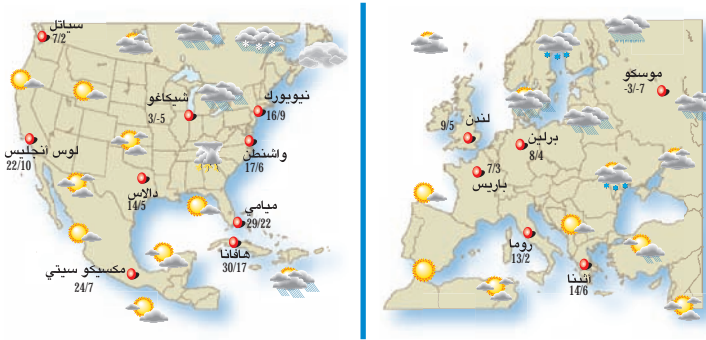 سياتل
7/2
شيكاغو
3/-5
نيويورك
16/9
واشنطن
17/6
لوس أنجلس
22/10
دالاس
14/5
ميامي
29/22
هافانا
30/17
مكسيكو سيتي
24/7
موسكو
-3/-7
لندن
9/5
برلين
8/4
7/3
باريس
روما
13/2
أثينا
14/6